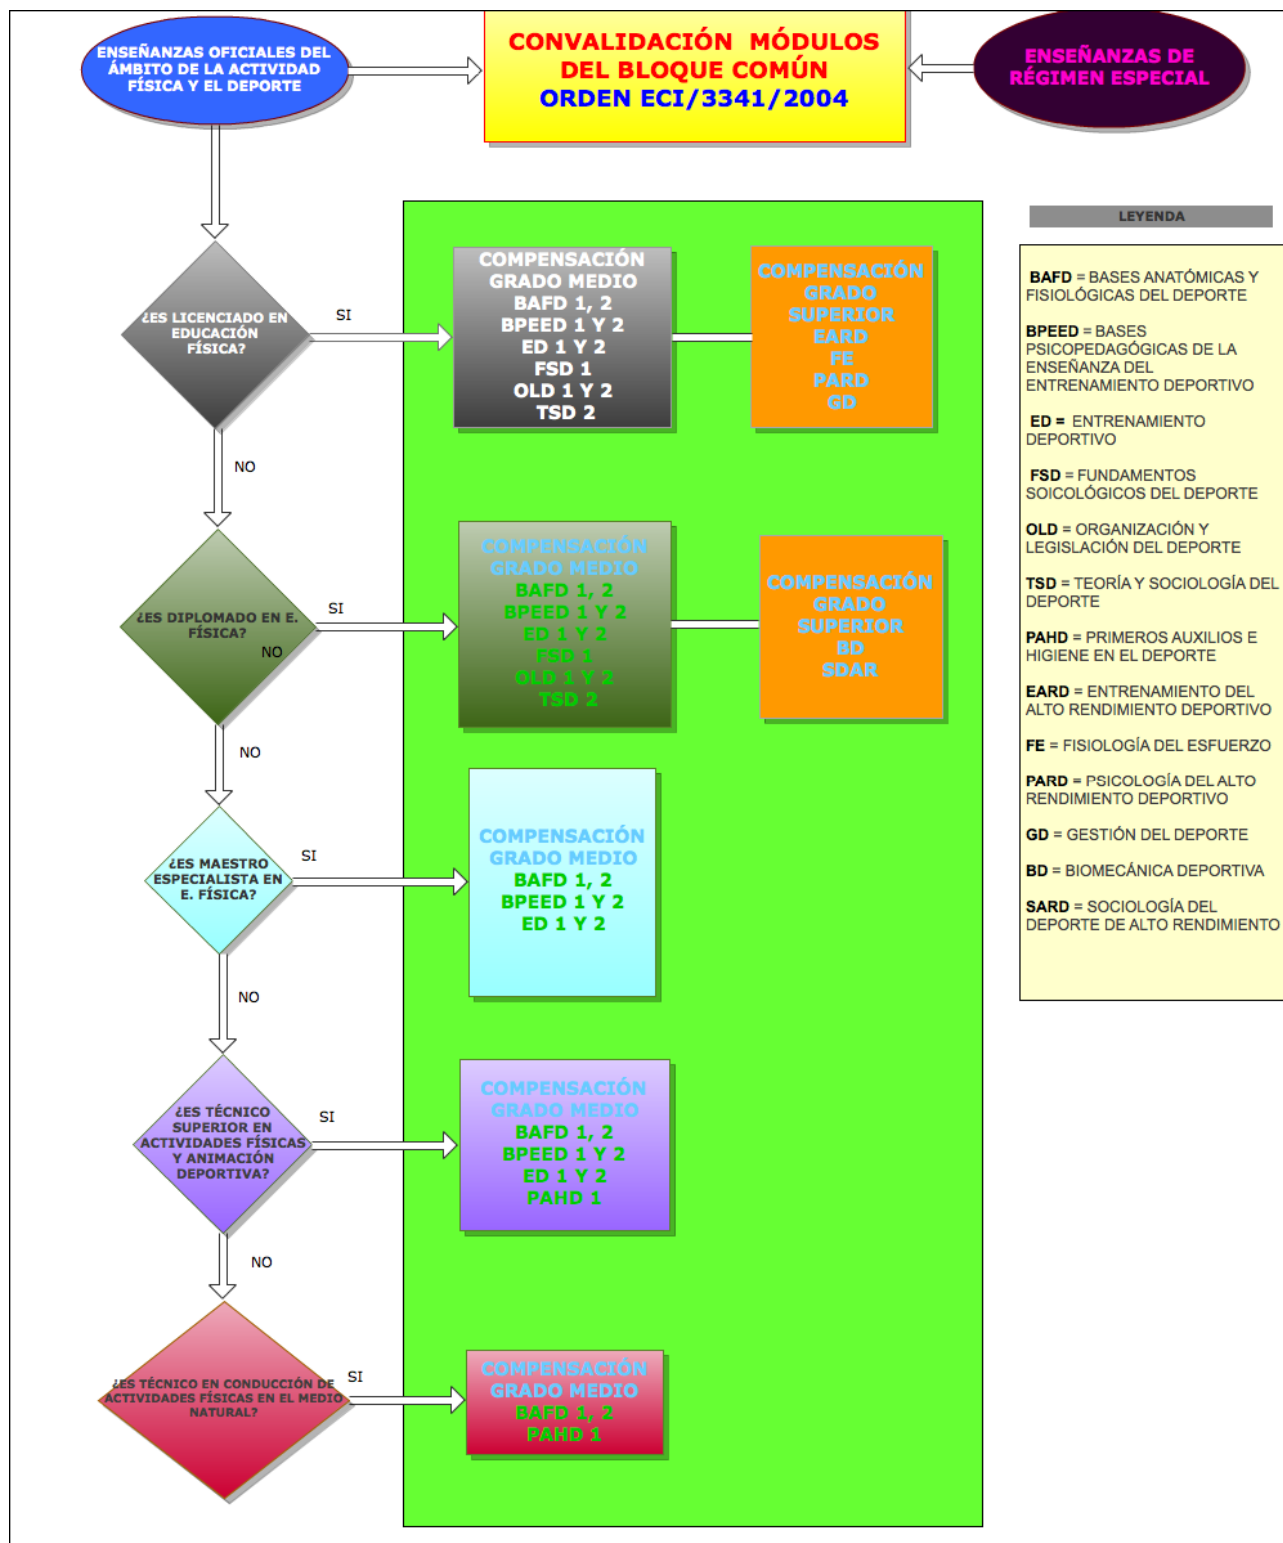 ENSEÑANZAS OFICIALES DEL
ÁMBITO DE LA ACTIVIDAD
FÍSICA Y EL DEPORTE
CONVALIDACIÓN MÓDULOS
DEL BLOQUE COMÚN
ORDEN ECI/3341/2004
ENSEÑANZAS DE
RÉGIMEN ESPECIAL
¿ES LICENCIADO EN
EDUCACIÓN
FÍSICA?
SI
COMPENSACIÓN
GRADO MEDIO
BAFD 1, 2
BPEED 1 Y 2
ED 1 Y 2
FSD 1
OLD 1 Y 2
TSD 2
COMPENSACIÓN
GRADO
SUPERIOR
EARD
FE
PARD
GD
NO
¿ES DIPLOMADO EN E.
FÍSICA?
NO
SI
COMPENSACIÓN
GRADO MEDIO
BAFD 1, 2
BPEED 1 Y 2
ED 1 Y 2
FSD 1
OLD 1 Y 2
TSD 2
COMPENSACIÓN
GRADO
SUPERIOR
BD
SDAR
NO
¿ES MAESTRO
ESPECIALISTA EN
E. FÍSICA?
SI
COMPENSACIÓN
GRADO MEDIO
BAFD 1, 2
BPEED 1 Y 2
ED 1 Y 2
NO
¿ES TÉCNICO
SUPERIOR EN
ACTIVIDADES FÍSICAS
Y ANIMACIÓN
DEPORTIVA?
SI
COMPENSACIÓN
GRADO MEDIO
BAFD 1, 2
BPEED 1 Y 2
ED 1 Y 2
PAHD 1
NO
¿ES TÉCNICO EN CONDUCCIÓN DE
ACTIVIDADES FÍSICAS EN EL MEDIO
NATURAL?
SI
COMPENSACIÓN
GRADO MEDIO
BAFD 1, 2
PAHD 1
LEYENDA
BAFD = BASES ANATÓMICAS Y
FISIOLÓGICAS DEL DEPORTE
BPEED = BASES
PSICOPEDAGÓGICAS DE LA
ENSEÑANZA DEL
ENTRENAMIENTO DEPORTIVO
ED = ENTRENAMIENTO
DEPORTIVO
FSD = FUNDAMENTOS
SOICOLÓGICOS DEL DEPORTE
OLD = ORGANIZACIÓN Y
LEGISLACIÓN DEL DEPORTE
TSD = TEORÍA Y SOCIOLOGÍA DEL
DEPORTE
PAHD = PRIMEROS AUXILIOS E
HIGIENE EN EL DEPORTE
EARD = ENTRENAMIENTO DEL
ALTO RENDIMIENTO DEPORTIVO
FE = FISIOLOGÍA DEL ESFUERZO
PARD = PSICOLOGÍA DEL ALTO
RENDIMIENTO DEPORTIVO
GD = GESTIÓN DEL DEPORTE
BD = BIOMECÁNICA DEPORTIVA
SARD = SOCIOLOGÍA DEL
DEPORTE DE ALTO RENDIMIENTO